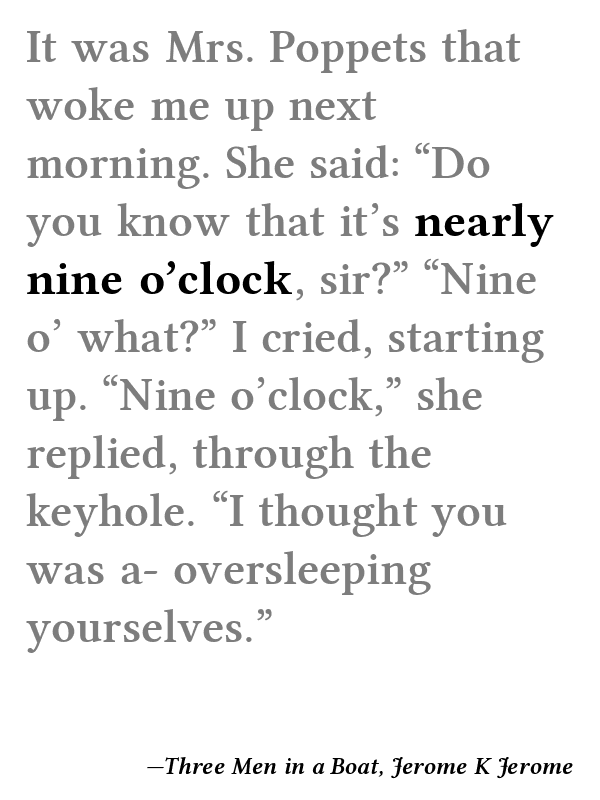 It was Mrs. Poppets that
woke me up next
morning. She said: “Do
you know that it’s nearly
nine o’clock, sir?” “Nine
o’ what?” I cried, starting
up. “Nine o’clock,” she
replied, through the
keyhole. “I thought you
was a- oversleeping
yourselves.”
—Three Men in a Boat, Jerome K Jerome